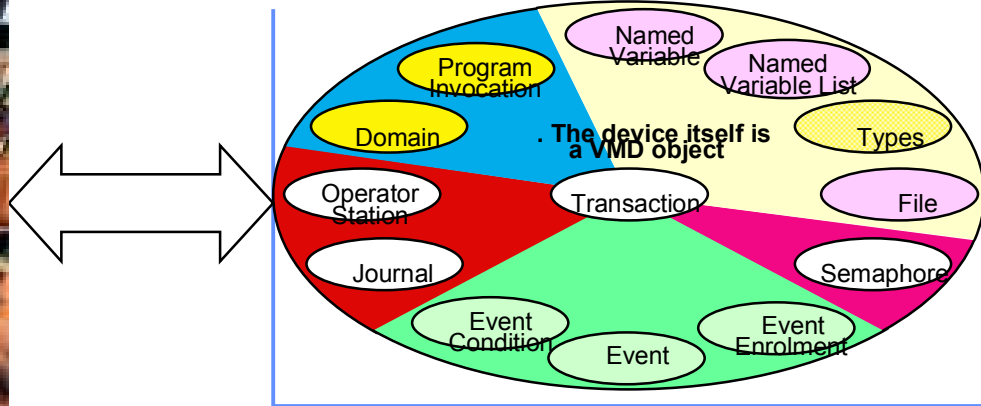 Named
Variable
Named
Variable List
Program
Invocation
Domain
. The device itself is
a VMD object
Types
Operator
Station
Transaction
File
Journal
Semaphore
Event
Condition
Event
Event
Enrolment